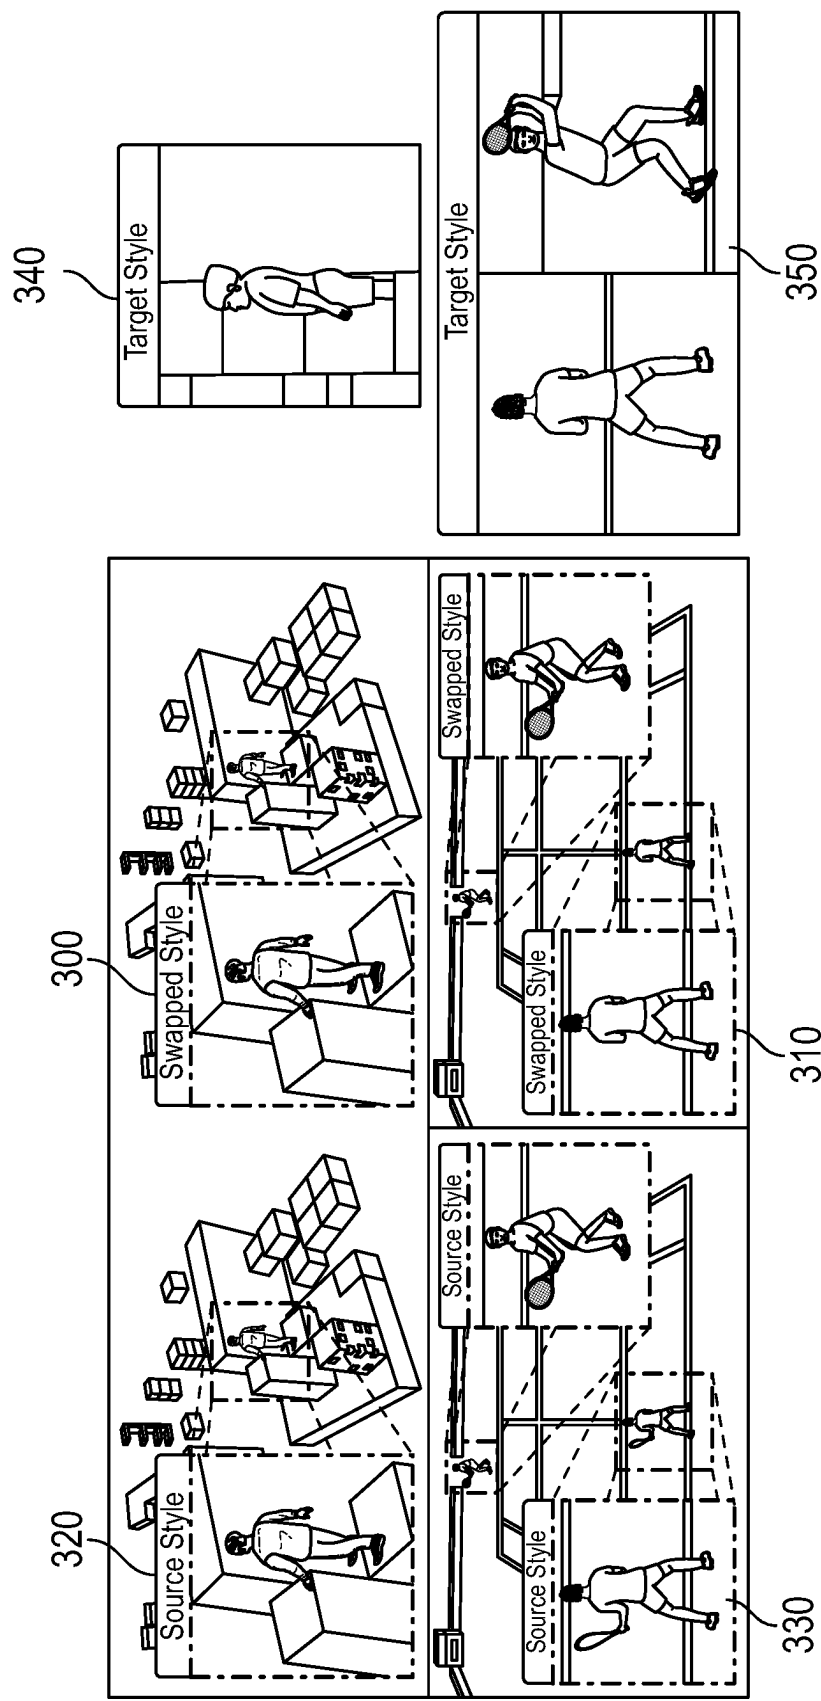 340
320
300
Target Style
Source Style
Swapped Style
Source Style
Swapped Style
Target Style
Source Style
Swapped Style
330
310
350